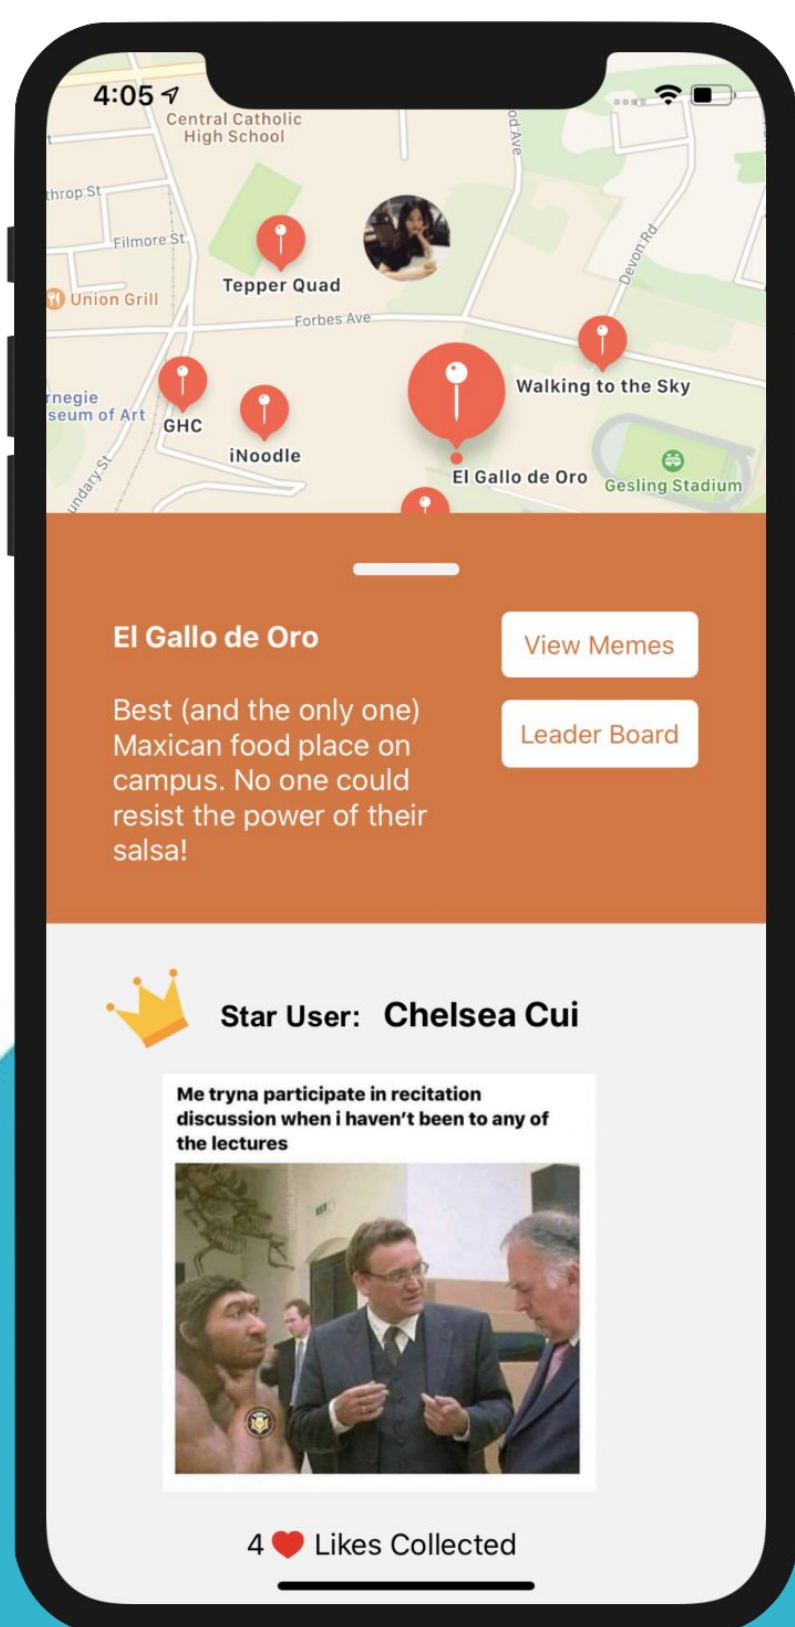 4:05
Central Catholic
High School
throp St
Filmore St
Tepper Quad
Union Grill
Forbes Ave
Devon Rd
od Ave
Walking to the Sky
rnegie
seum of Art
GHC
iNoodle
undary St
El Gallo de Oro
Gesling Stadium
El Gallo de Oro
View Memes
Best (and the only one)
Maxican food place on
campus. No one could
resist the power of their
salsa!
Leader Board
Star User: Chelsea Cui
Me tryna participate in recitation
discussion when i haven't been to any of
the lectures
4 Likes Collected